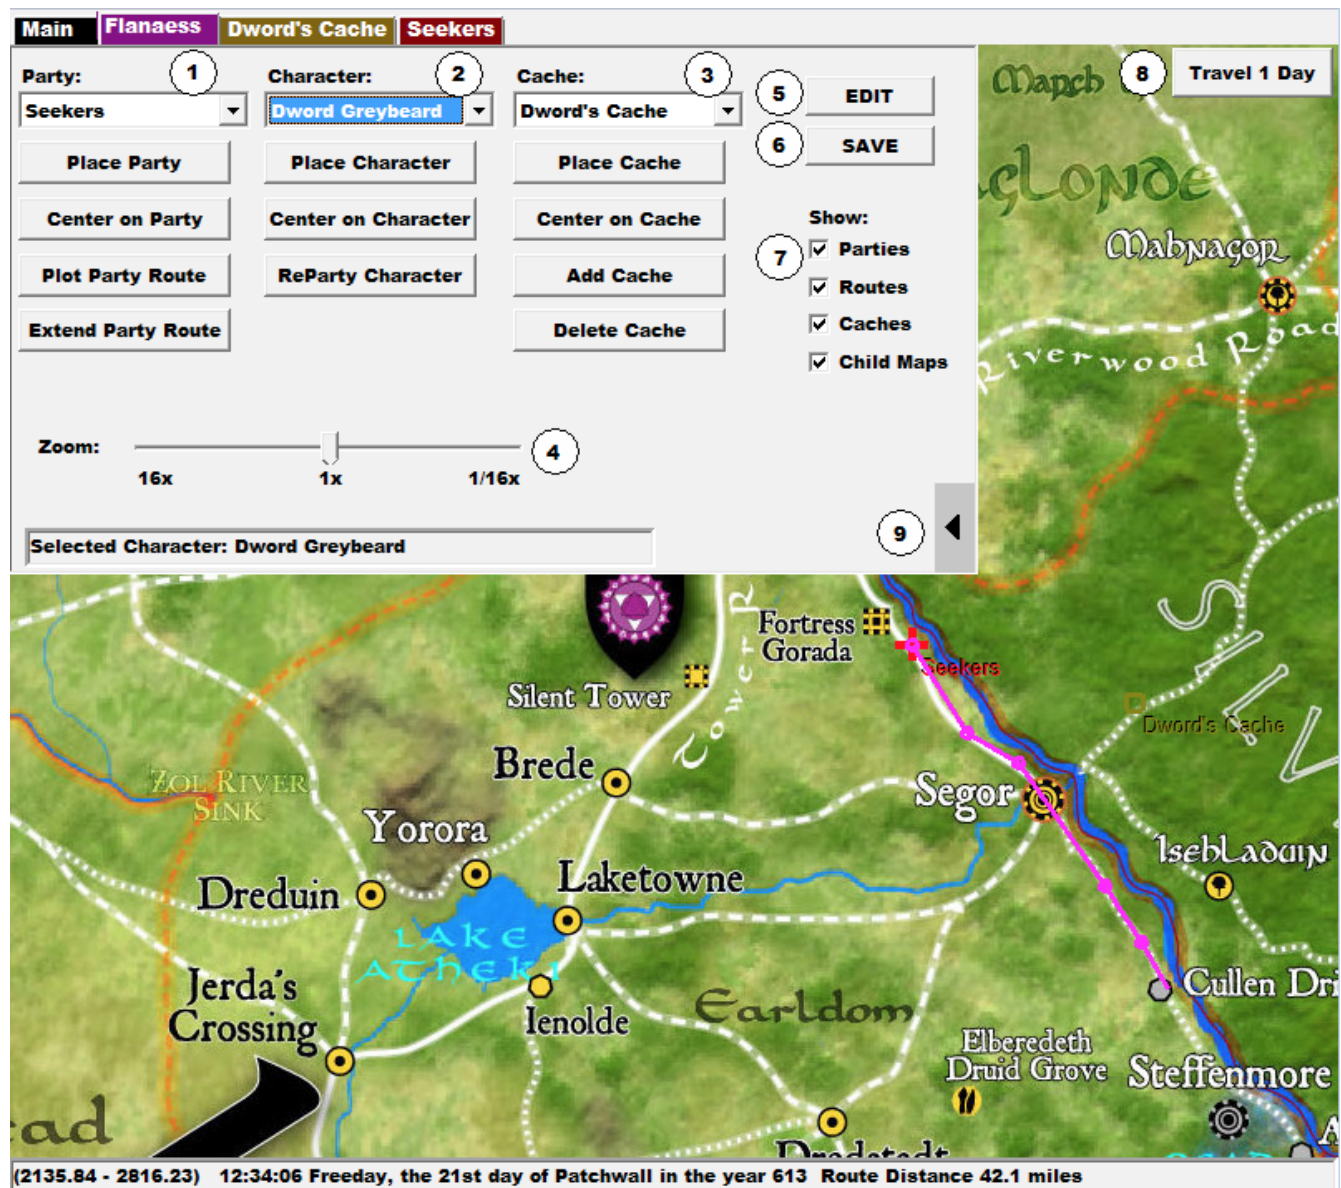 Main Flanaess Dword's Cache Seekers
Party: 1 Character: 2 Cache: 3
Seekers Dword Greybeard Dword's Cache
5 EDIT
6 SAVE
8 Travel 1 Day
Place Party Place Character Place Cache
Center on Party Center on Character Center on Cache
Plot Party Route ReParty Character Add Cache
Extend Party Route Delete Cache
Show:
7 Parties
Routes
Caches
Child Maps
Zoom: 4
16x 1x 1/16x
9
Selected Character: Dword Greybeard
March
Mabnagor
Riverwood Road
Fortress
Gorada
Seekers
Silent Tower
Tower R
Dword's Cache
Brede
Segor
Zol River
Sink
Yorora
Isebladuin
Dreduin
Laketowne
Lake
Atheki
Jerda's
Crossing
Ienolde
Earldom
Cullen Dri
Elberedeth
Druid Grove
Steffenmore
ead
(2135.84 - 2816.23) 12:34:06 Freeday, the 21st day of Patchwall in the year 613 Route Distance 42.1 miles